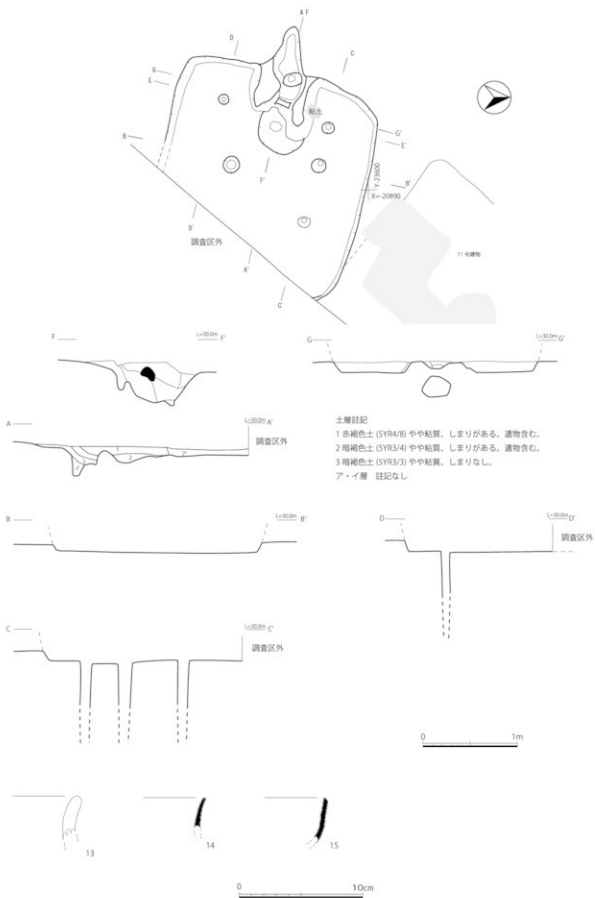 A F
D
G
G
E
粘土
B
G'
E'
F'
B'
Y-23600
X=-20890
D'
調査区外
A'
C'
11 号建物
F
L=30.0m
F'
G
L=30.0m
G'
A
L=30.0m
A'
調査区外
1
2
土層註記
1 赤褐色土 (5YR4/8) やや粘質、しまりがある。遺物含む。
2 暗褐色土 (5YR3/4) やや粘質、しまりがある。遺物含む。
3 暗褐色土 (5YR3/3) やや粘質、しまりなし。
ア・イ層　註記なし
B
L=30.0m
B'
D
L=30.0m
D'
調査区外
C
L=30.0m
C'
調査区外
0
1m
13
14
15
0
10cm